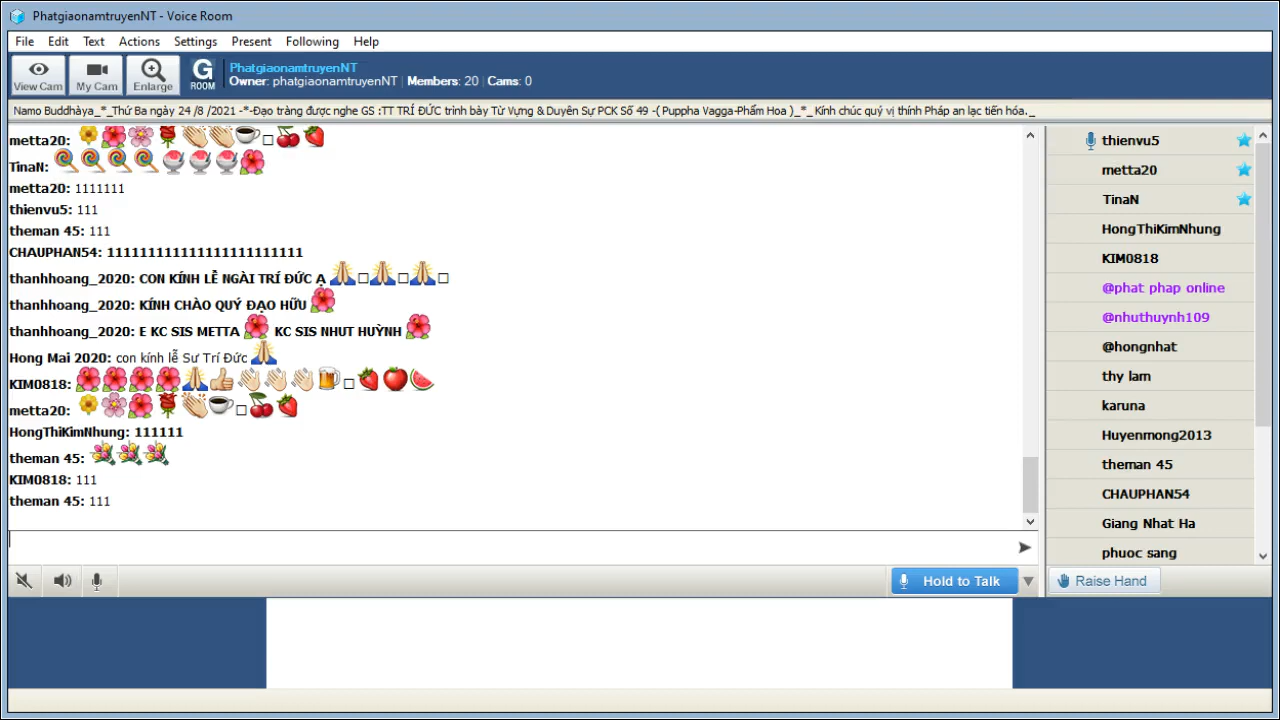 PhatgiaonamtruyenNT - Voice Room
File Edit Text Actions Settings Present Following Help
View Cam My Cam Enlarge G ROOM
PhatgiaonamtruyenNT
Owner: phatgiaonamtruyenNT | Members: 20 | Cams: 0
Namo Buddhàya_*_Thứ Ba ngày 24 /8 /2021 -*-Đạo tràng được nghe GS :TT TRÍ ĐỨC trình bày Từ Vựng & Duyên Sự PCK Số 49 -( Puppha Vagga-Phẩm Hoa )_*_Kính chúc quý vị thính Pháp an lạc tiến hóa._
metta20:
TinaN:
metta20: 1111111
thienvu5: 111
theman 45: 111
CHAUPHAN54: 111111111111111111111111
thanhhoang_2020: CON KÍNH LỄ NGÀI TRÍ ĐỨC Ạ
thanhhoang_2020: KÍNH CHÀO QUÝ ĐẠO HỮU
thanhhoang_2020: E KC SIS METTA KC SIS NHUT HUỲNH
Hong Mai 2020: con kính lễ Sư Trí Đức
KIM0818:
metta20:
HongThiKimNhung: 111111
theman 45:
KIM0818: 111
theman 45: 111
Hold to Talk
thienvu5
metta20
TinaN
HongThiKimNhung
KIM0818
@phat phap online
@nhuthuynh109
@hongnhat
thy lam
karuna
Huyenmong2013
theman 45
CHAUPHAN54
Giang Nhat Ha
phuoc sang
Raise Hand